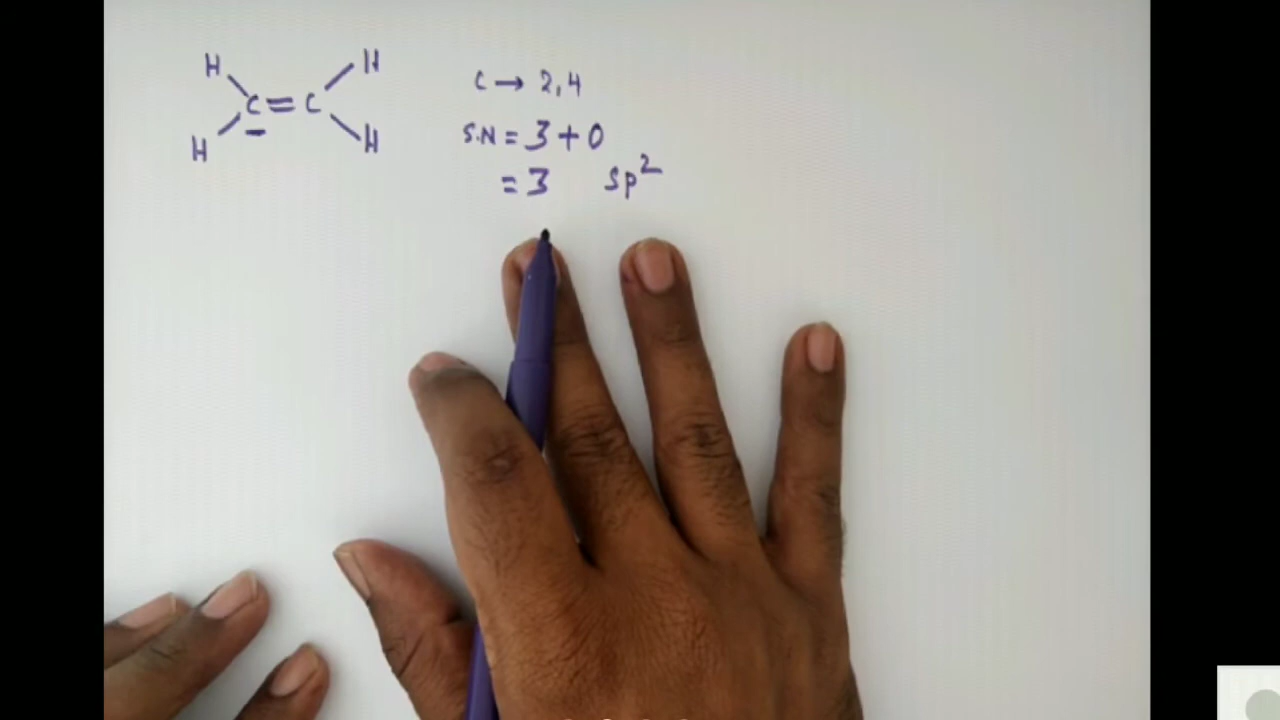 H H
C = C
H H
C → 2,4
S.N = 3 + 0
= 3 Sp²